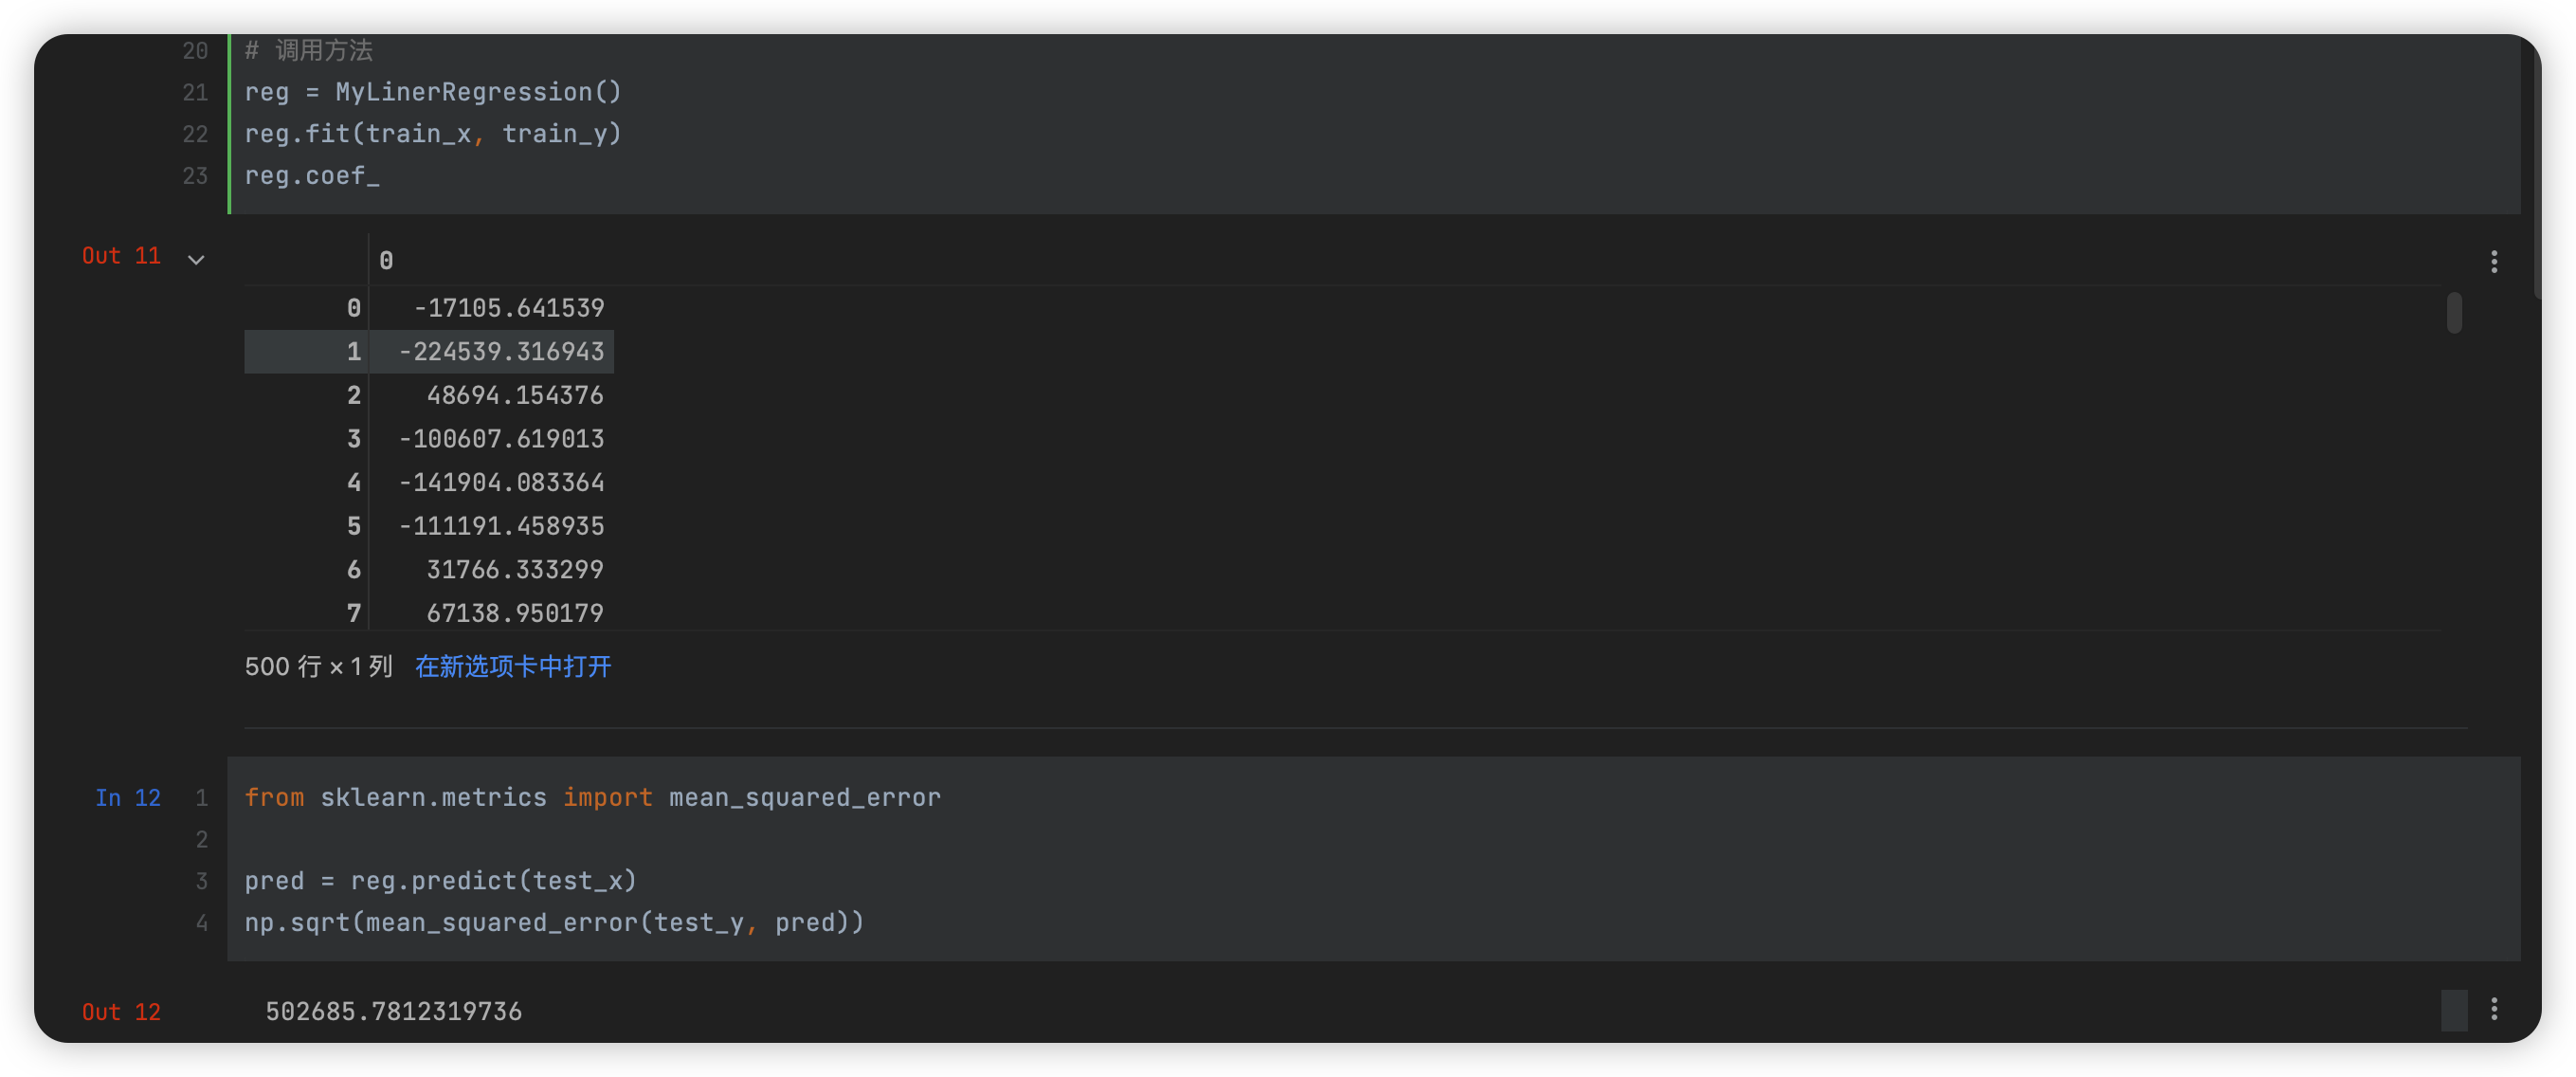 20 # 调用方法
21 reg = MyLinerRegression()
22 reg.fit(train_x, train_y)
23 reg.coef_
Out 11
0
0 -17105.641539
1 -224539.316943
2 48694.154376
3 -100607.619013
4 -141904.083364
5 -111191.458935
6 31766.333299
7 67138.950179
500 行 × 1 列 在新选项卡中打开
In 12 1 from sklearn.metrics import mean_squared_error
2
3 pred = reg.predict(test_x)
4 np.sqrt(mean_squared_error(test_y, pred))
Out 12 502685.7812319736